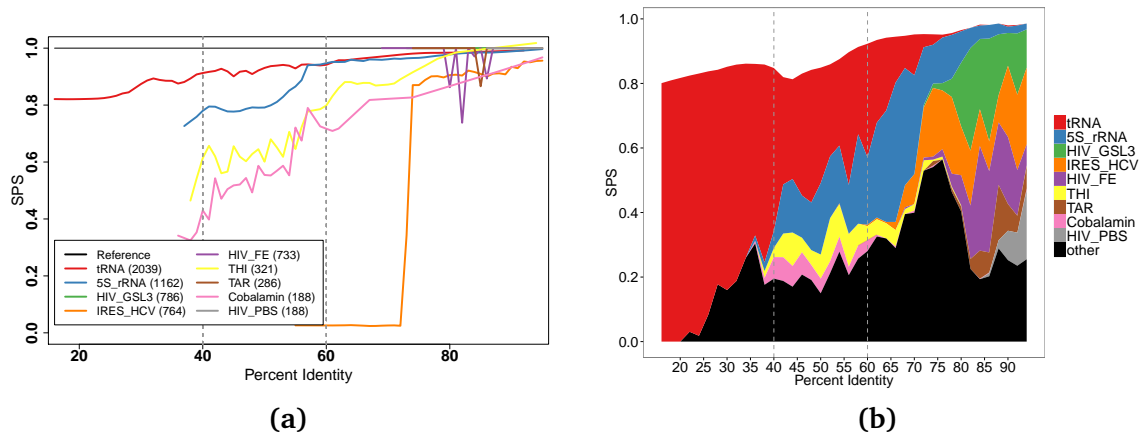 SPS
1.0
0.8
0.6
0.4
0.2
0.0
Reference
tRNA (2039)
5S_rRNA (1162)
HIV_GSL3 (786)
IRES_HCV (764)
HIV_FE (733)
THI (321)
TAR (286)
Cobalamin (188)
HIV_PBS (188)
20 40 60 80
Percent Identity
(a)
SPS
1.0
0.8
0.6
0.4
0.2
0.0
20 25 30 35 40 45 50 55 60 65 70 75 80 85 90
Percent Identity
tRNA
5S_rRNA
HIV_GSL3
IRES_HCV
HIV_FE
THI
TAR
Cobalamin
HIV_PBS
other
(b)